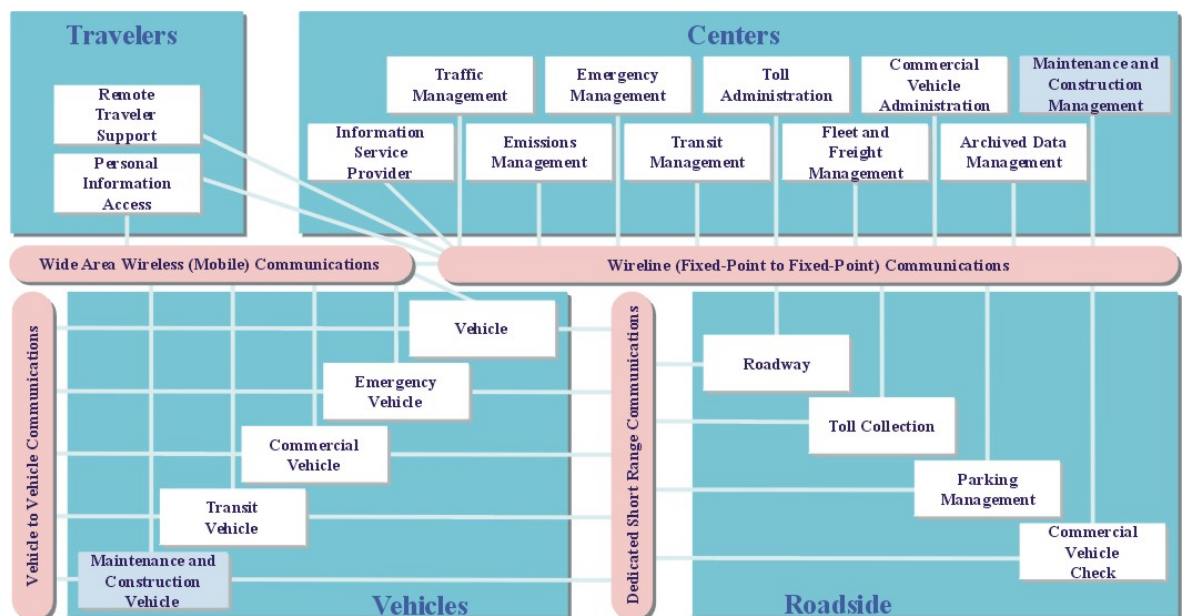 Travelers
Remote
Traveler
Support
Personal
Information
Access
Centers
Traffic
Management
Emergency
Management
Toll
Administration
Commercial
Vehicle
Administration
Maintenance and
Construction
Management
Information
Service
Provider
Emissions
Management
Transit
Management
Fleet and
Freight
Management
Archived Data
Management
Wide Area Wireless (Mobile) Communications
Wireline (Fixed-Point to Fixed-Point) Communications
Vehicle to Vehicle Communications
Vehicle
Emergency
Vehicle
Commercial
Vehicle
Transit
Vehicle
Maintenance and
Construction
Vehicle
Vehicles
Dedicated Short Range Communications
Roadway
Toll Collection
Parking
Management
Commercial
Vehicle
Check
Roadside